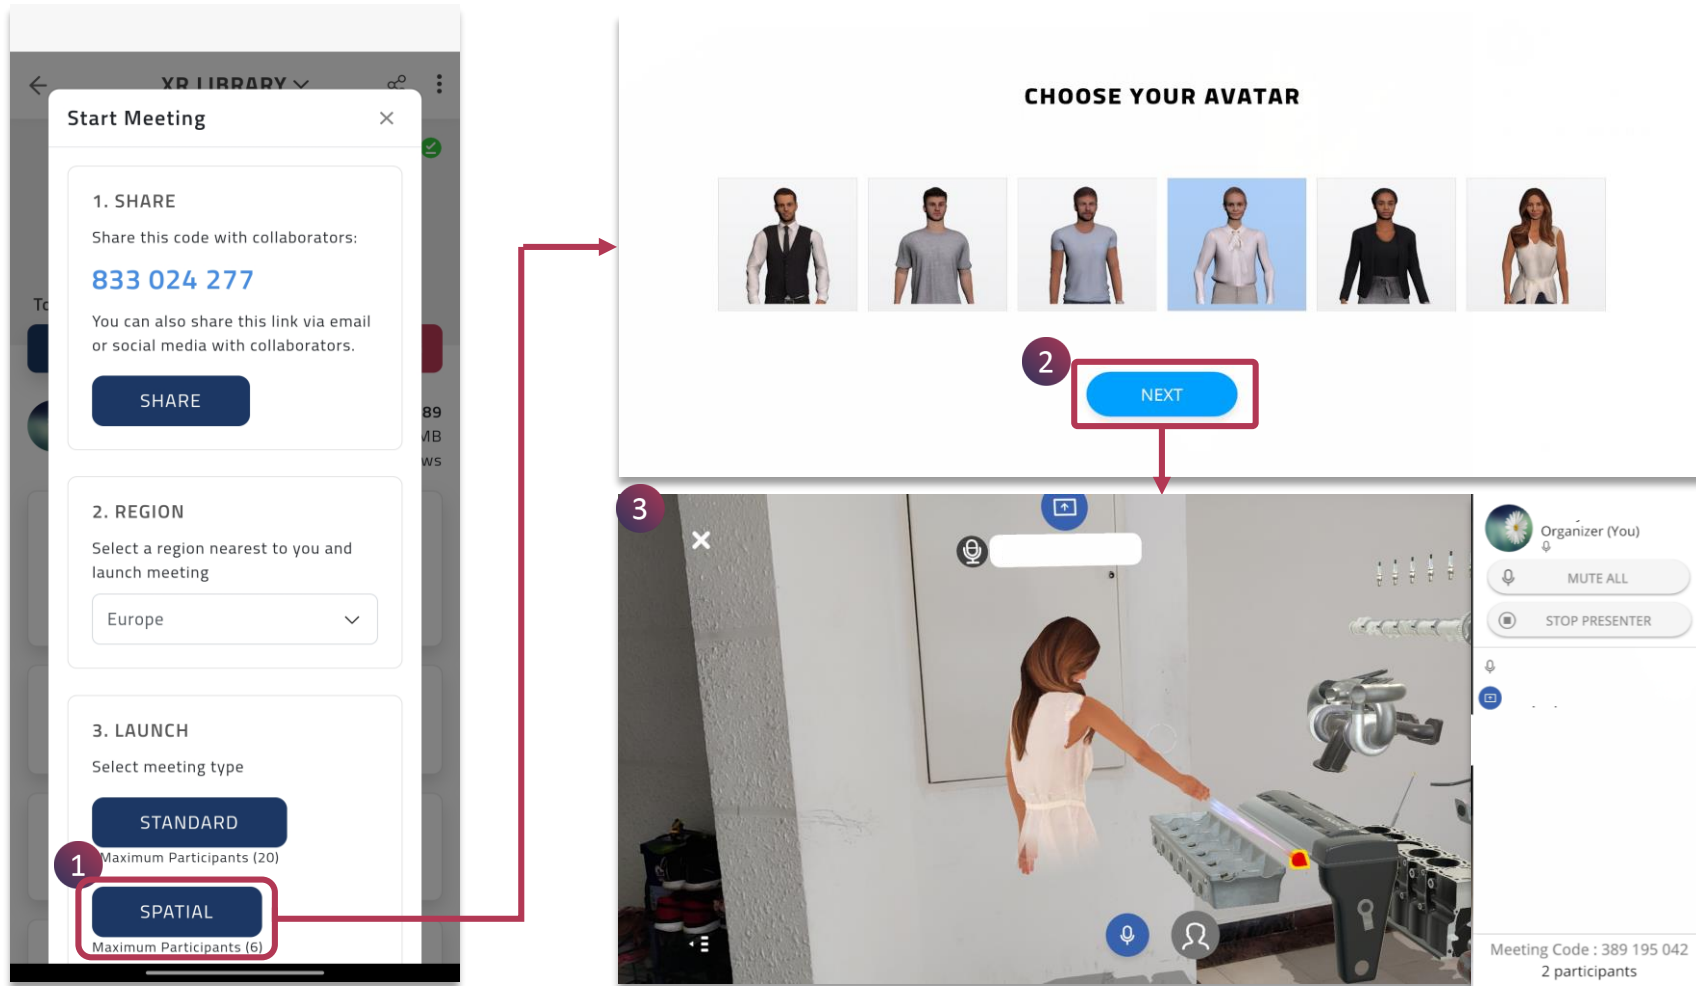 XR LIBRARY
Start Meeting
1. SHARE
Share this code with collaborators:
833 024 277
You can also share this link via email
or social media with collaborators.
SHARE
To
89
MB
ws
2. REGION
Select a region nearest to you and
launch meeting
Europe
3. LAUNCH
Select meeting type
STANDARD
Maximum Participants (20)
1
SPATIAL
Maximum Participants (6)
CHOOSE YOUR AVATAR
2
NEXT
3
Organizer (You)
MUTE ALL
STOP PRESENTER
Meeting Code : 389 195 042
2 participants